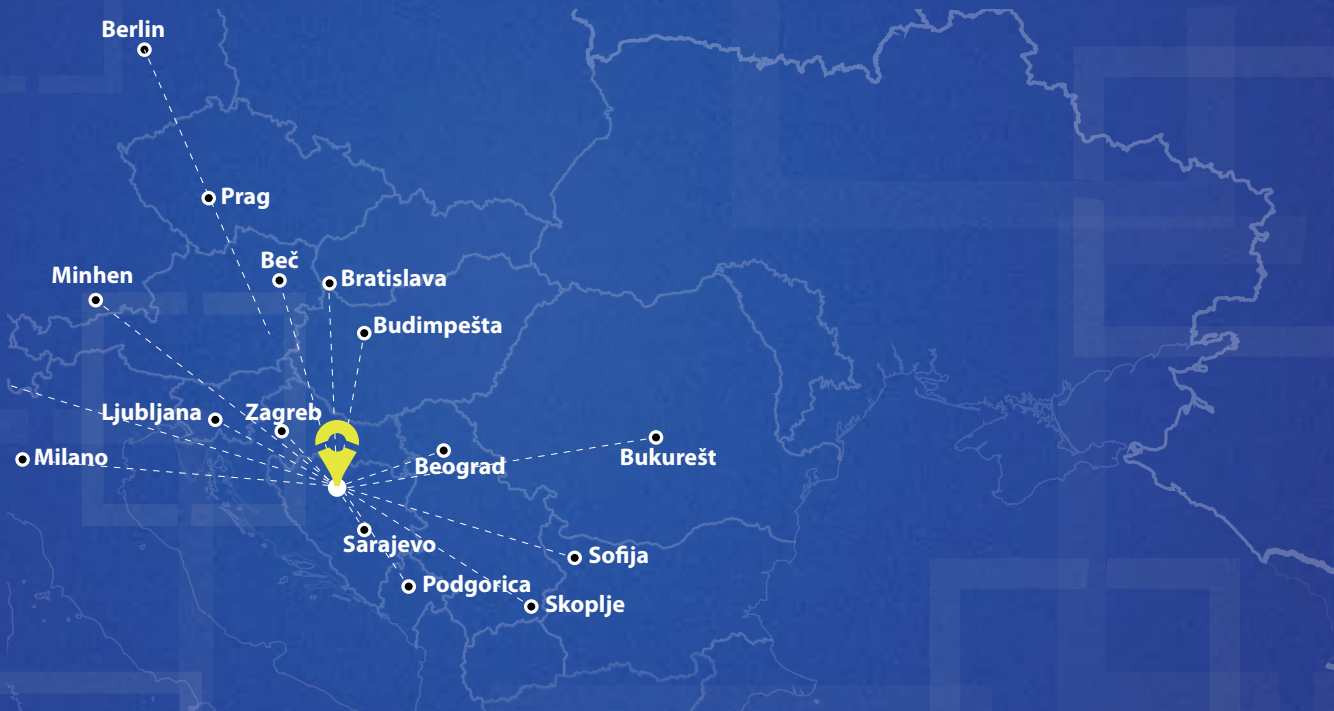 Berlin
Prag
Beč
Minhen
Bratislava
Budimpešta
Ljubljana
Zagreb
Milano
Beograd
Bukurešt
Sarajevo
Sofija
Podgorica
Skoplje